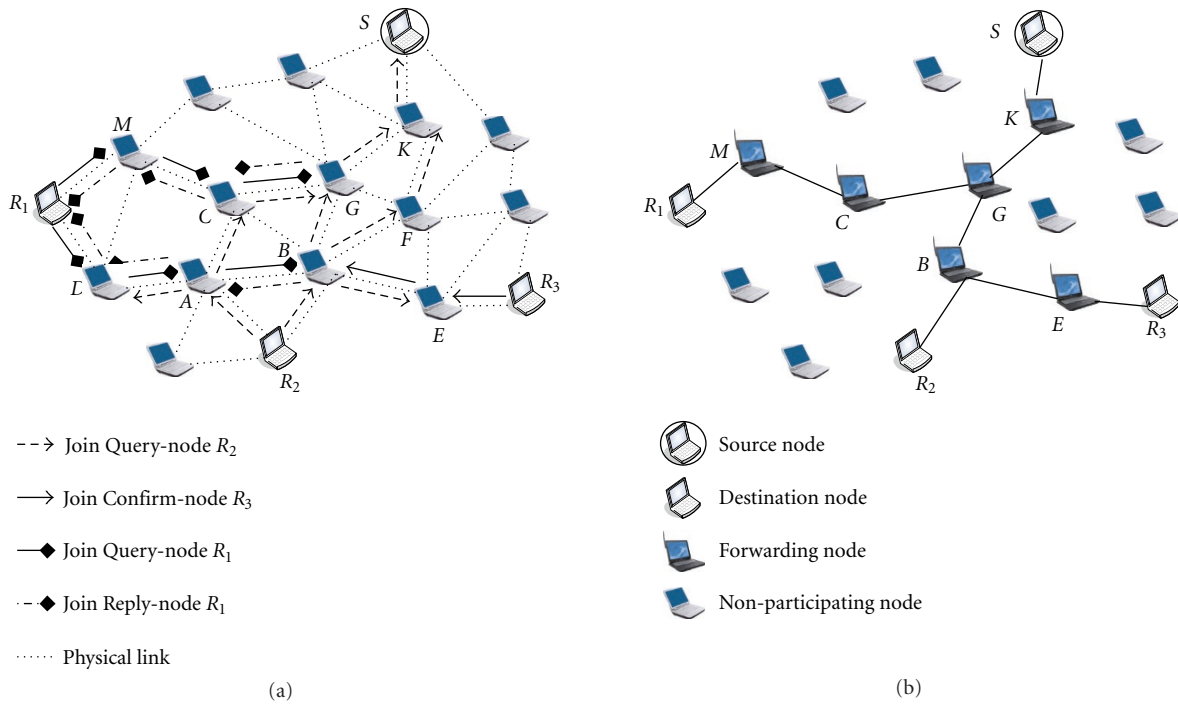 S
M
K
R1
C
G
F
B
D
A
E
R3
R2
Join Query-node R2
Join Confirm-node R3
Join Query-node R1
Join Reply-node R1
Physical link
(a)
S
K
M
R1
C
G
B
E
R3
R2
Source node
Destination node
Forwarding node
Non-participating node
(b)